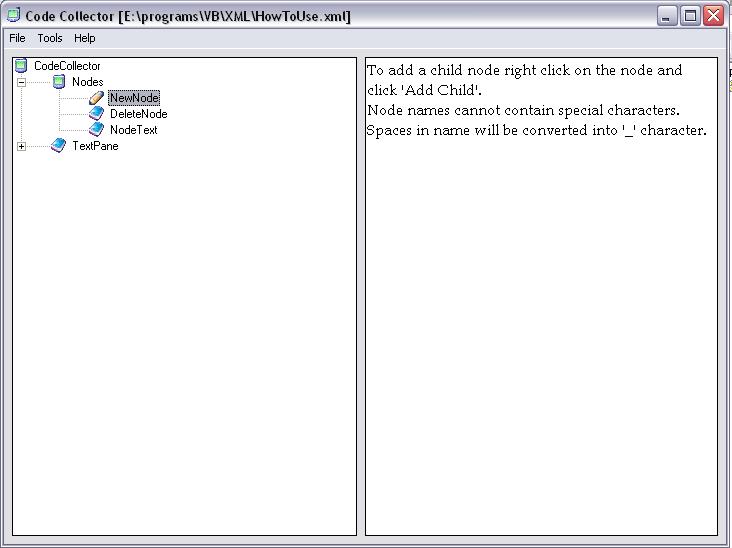 Code Collector [E:\programs\VB\XML\HowToUse.xml]
File Tools Help
CodeCollector
Nodes
NewNode
DeleteNode
NodeText
TextPane
To add a child node right click on the node and
click 'Add Child'.
Node names cannot contain special characters.
Spaces in name will be converted into '_' character.